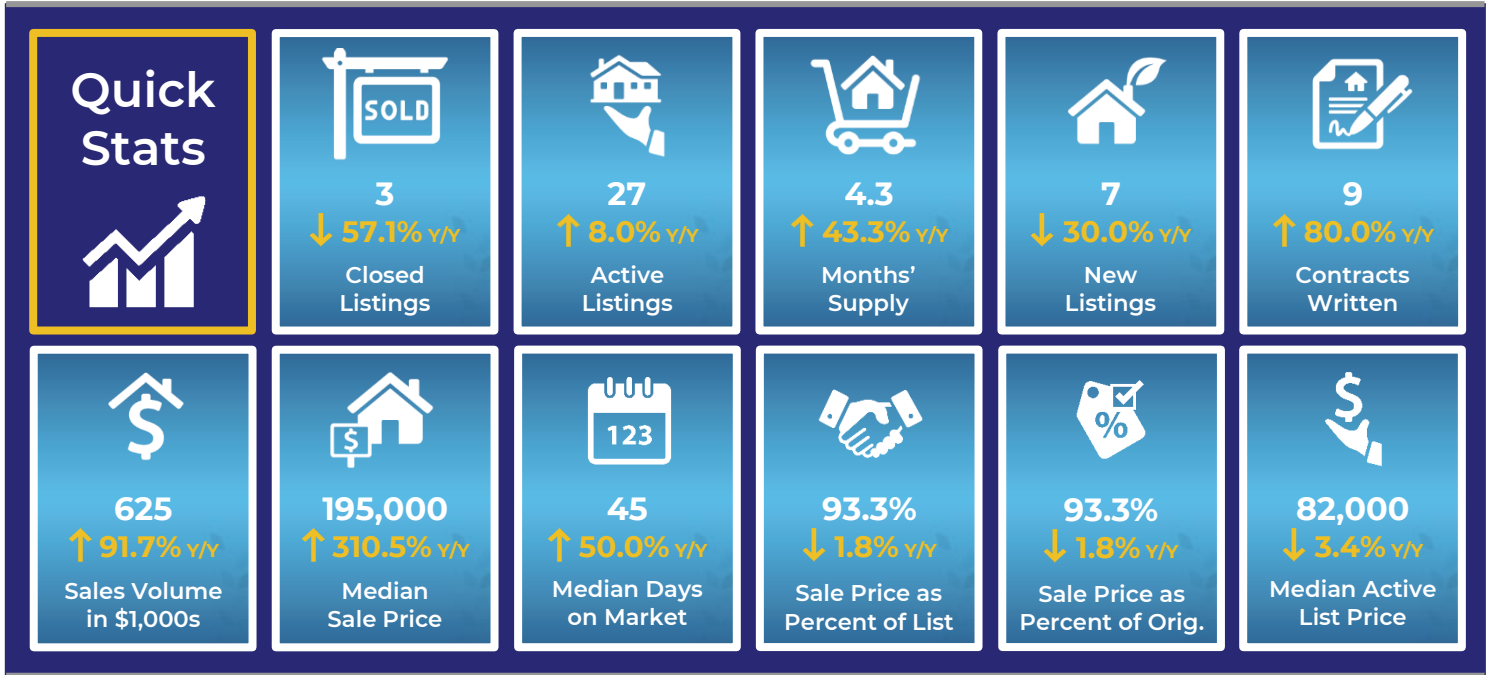 Quick
Stats
SOLD
3
↓ 57.1% Y/Y
Closed
Listings
27
↑ 8.0% Y/Y
Active
Listings
4.3
↑ 43.3% Y/Y
Months’
Supply
7
↓ 30.0% Y/Y
New
Listings
9
↑ 80.0% Y/Y
Contracts
Written
$
625
↑ 91.7% Y/Y
Sales Volume
in $1,000s
$
195,000
↑ 310.5% Y/Y
Median
Sale Price
123
45
↑ 50.0% Y/Y
Median Days
on Market
93.3%
↓ 1.8% Y/Y
Sale Price as
Percent of List
%
93.3%
↓ 1.8% Y/Y
Sale Price as
Percent of Orig.
$
82,000
↓ 3.4% Y/Y
Median Active
List Price